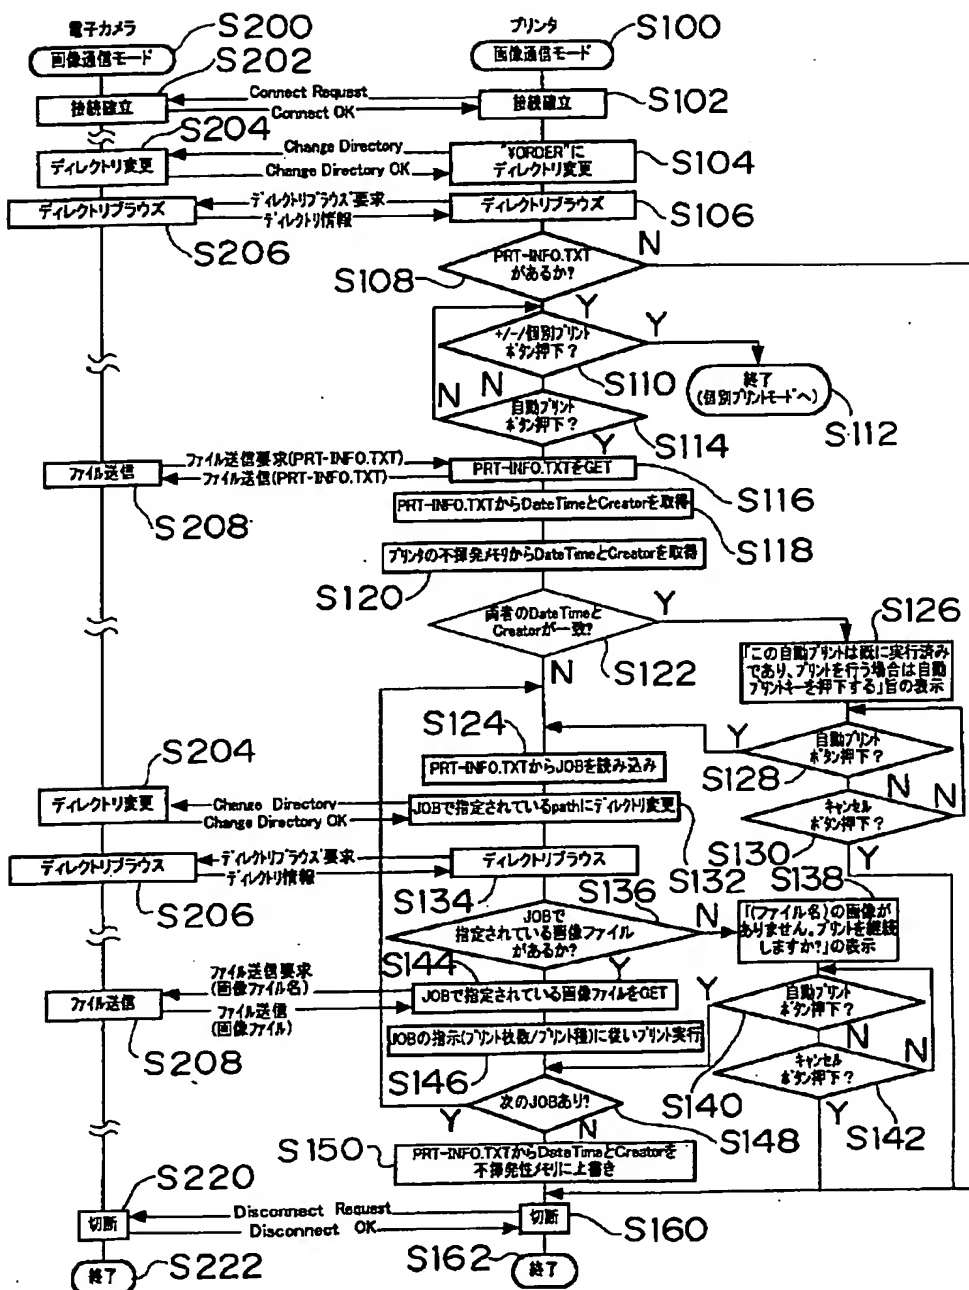 電子カメラ
プリンタ
S200
画像通信モード
S100
画像通信モード
S202
接続確立
Connect Request
Connect OK
接続確立
S102
S204
ディレクトリ変更
Change Directory
Change Directory OK
"¥ORDER"に
ディレクトリ変更
S104
ディレクトリブラウズ
ディレクトリブラウズ要求
ディレクトリ情報
ディレクトリブラウズ
S106
S206
PRT-INFO.TXT
があるか?
N
S108
Y
+/-/個別プリント
ボタン押下?
Y
S110
終了
(個別プリントモードへ)
S112
N
N
自動プリント
ボタン押下?
S114
Y
ファイル送信
ファイル送信要求(PRT-INFO.TXT)
ファイル送信(PRT-INFO.TXT)
PRT-INFO.TXTをGET
S208
S116
PRT-INFO.TXTからDateTimeとCreatorを取得
S118
プリンタの不揮発メモリからDateTimeとCreatorを取得
S120
両者のDateTimeと
Creatorが一致?
Y
S122
N
S126
「この自動プリントは既に実行済み
であり、プリントを行う場合は自動
プリントキーを押下する」旨の表示
S124
PRT-INFO.TXTからJOBを読み込み
Y
自動プリント
ボタン押下?
S128
N
N
S204
ディレクトリ変更
Change Directory
Change Directory OK
JOBで指定されているpathにディレクトリ変更
キャンセル
ボタン押下?
S130
Y
S132
ディレクトリブラウス
ディレクトリブラウズ要求
ディレクトリ情報
ディレクトリブラウス
S134
S206
S136
S138
JOBで
指定されている画像ファイル
があるか?
N
「(ファイル名)の画像が
ありません。プリントを継続
しますか?」の表示
S144
Y
ファイル送信要求
(画像ファイル名)
ファイル送信
ファイル送信
(画像ファイル)
S208
JOBで指定されている画像ファイルをGET
Y
自動プリント
ボタン押下?
N
N
JOBの指示(プリント枚数/プリント種)に従いプリント実行
S146
S140
キャンセル
ボタン押下?
Y
S142
次のJOBあり?
Y
N
S148
S150
PRT-INFO.TXTからDateTimeとCreatorを
不揮発性メモリに上書き
S220
切断
Disconnect Request
Disconnect OK
切断
S160
終了
S222
S162
終了